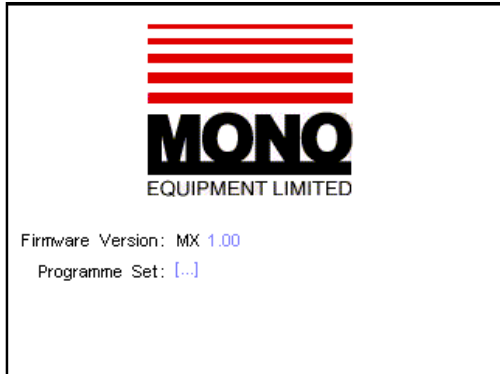 MONO
EQUIPMENT LIMITED
Firmware Version: MX 1.00
Programme Set: [...]